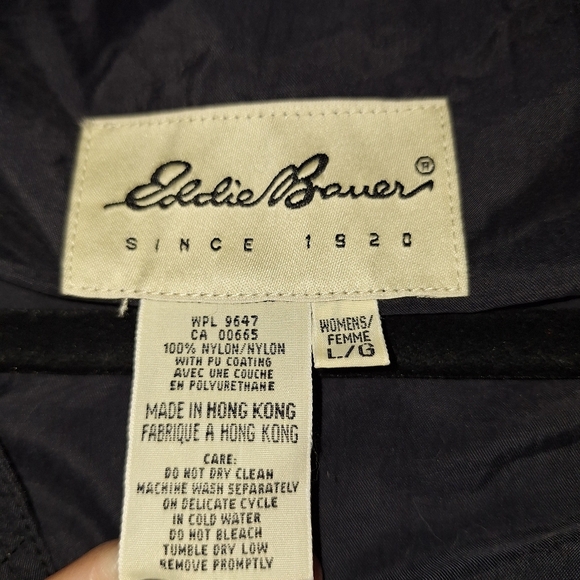 Eddie Bauer®
SINCE 1920
WPL 9647
CA 00665
100% NYLON/NYLON
WITH PU COATING
AVEC UNE COUCHE
EN POLYURETHANE
MADE IN HONG KONG
FABRIQUE A HONG KONG
CARE:
DO NOT DRY CLEAN
MACHINE WASH SEPARATELY
ON DELICATE CYCLE
IN COLD WATER
DO NOT BLEACH
TUMBLE DRY LOW
REMOVE PROMPTLY
WOMENS/
FEMME
L/G